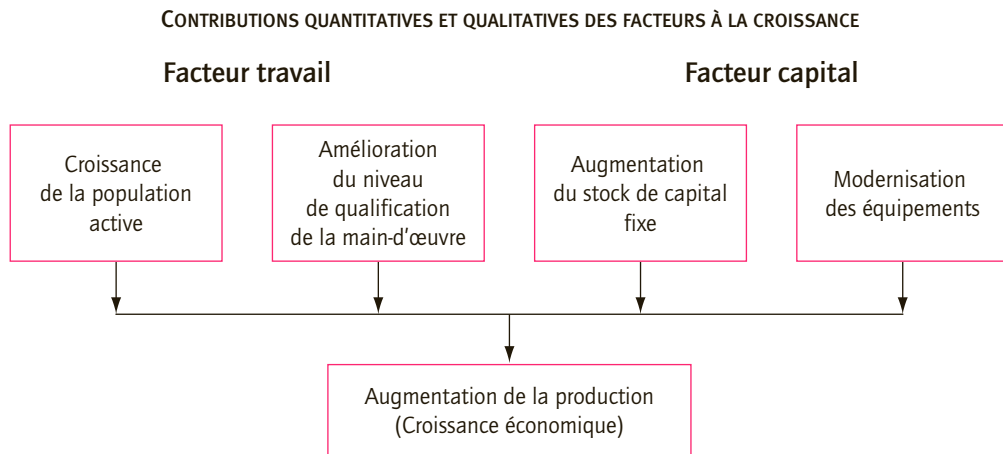 CONTRIBUTIONS QUANTITATIVES ET QUALITATIVES DES FACTEURS À LA CROISSANCE
Facteur travail
Facteur capital
Croissance
de la population
active
Amélioration
du niveau
de qualification
de la main-d'œuvre
Augmentation
du stock de capital
fixe
Modernisation
des équipements
Augmentation de la production
(Croissance économique)